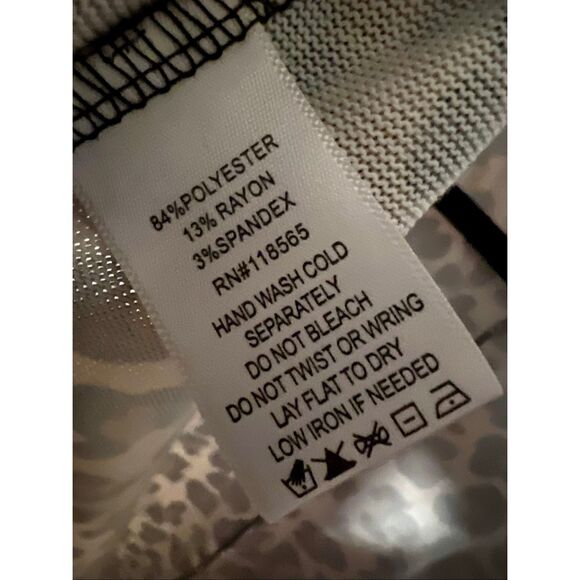 84%POLYESTER
13% RAYON
3%SPANDEX
RN#118565
HAND WASH COLD
SEPARATELY
DO NOT BLEACH
DO NOT TWIST OR WRING
LAY FLAT TO DRY
LOW IRON IF NEEDED